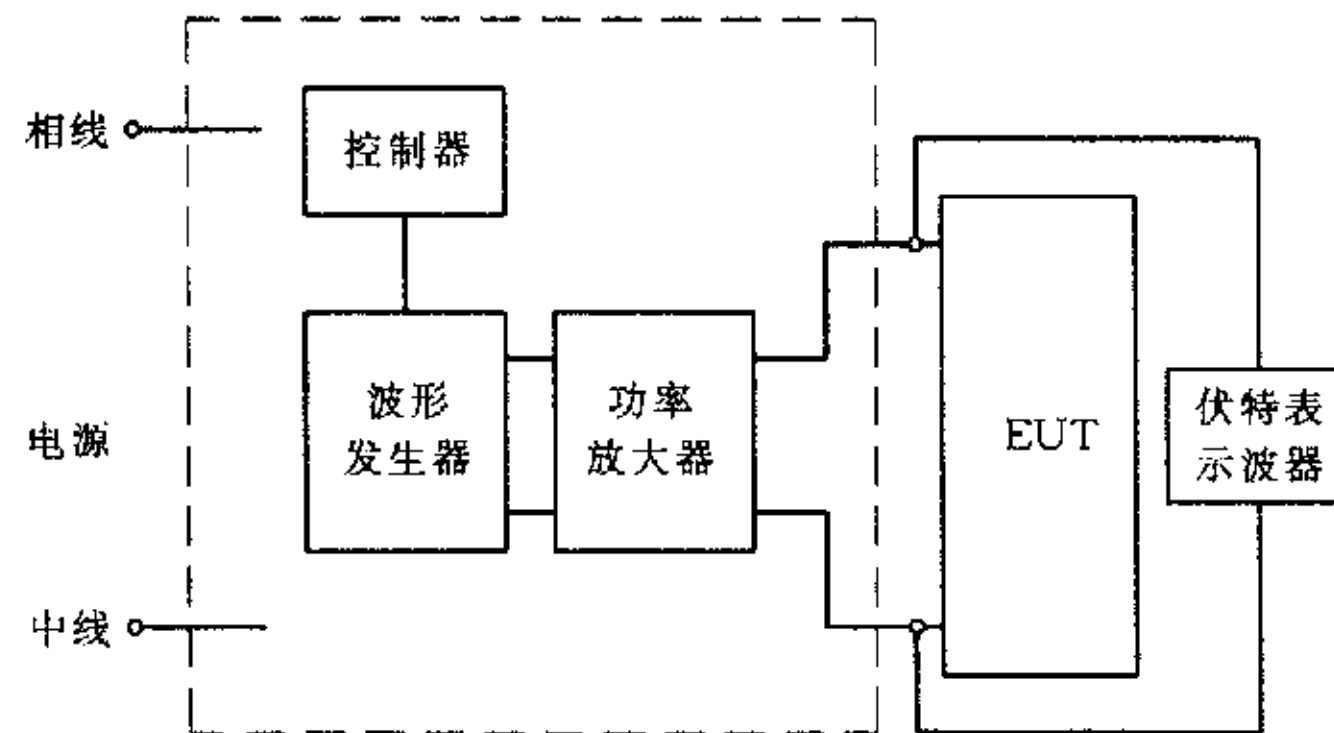 相线
控制器
波形
发生器
功率
放大器
EUT
伏特表
示波器
电源
中线